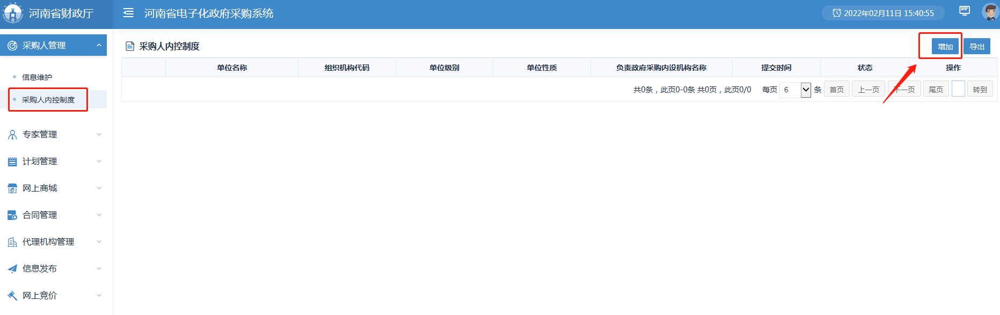 河南省财政厅
河南省电子化政府采购系统
2022年02月11日 15:40:55
采购人管理
信息维护
采购人内控制度
专家管理
计划管理
网上商城
合同管理
代理机构管理
信息发布
网上竞价
采购人内控制度
增加 导出
单位名称 组织机构代码 单位级别 单位性质 负责政府采购内设机构名称 提交时间 状态 操作
共0条，此页0-0条 共0页，此页0/0 每页 6 条 首页 上一页 下一页 尾页 转到